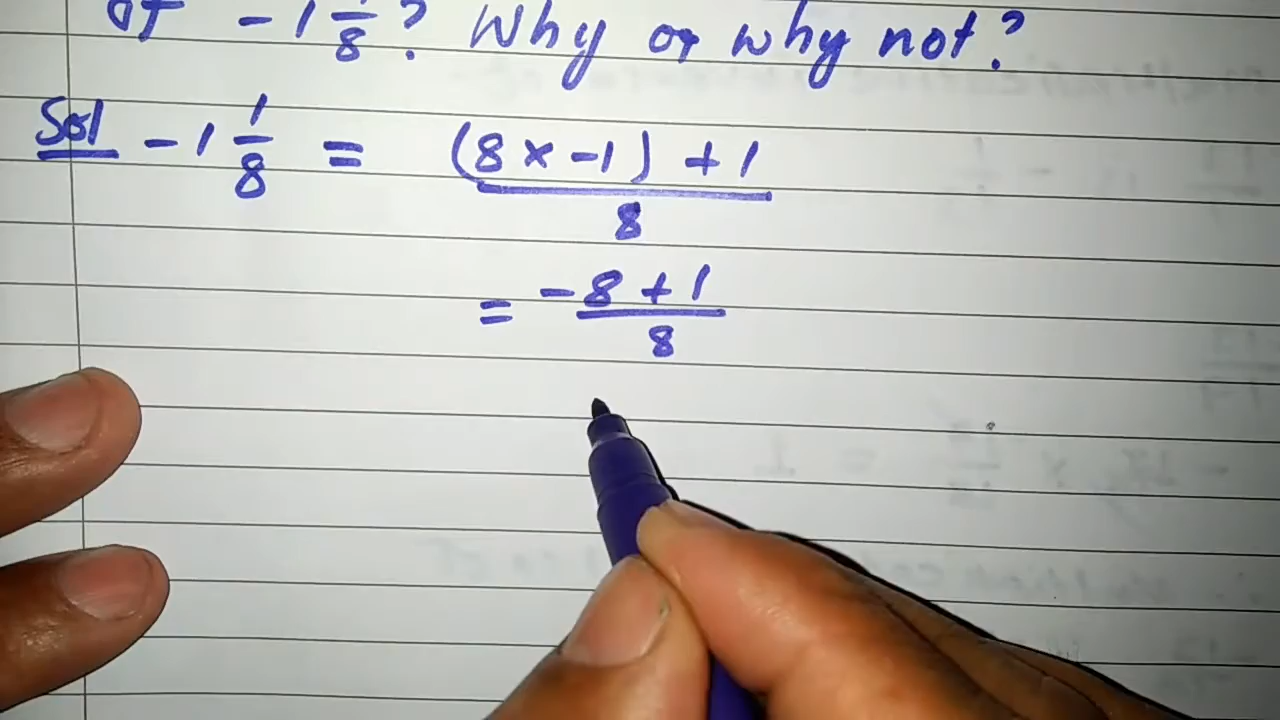 of -1 1/8? Why or why not?
Sol -1 1/8 = (8 x -1) + 1 / 8
= -8 + 1 / 8